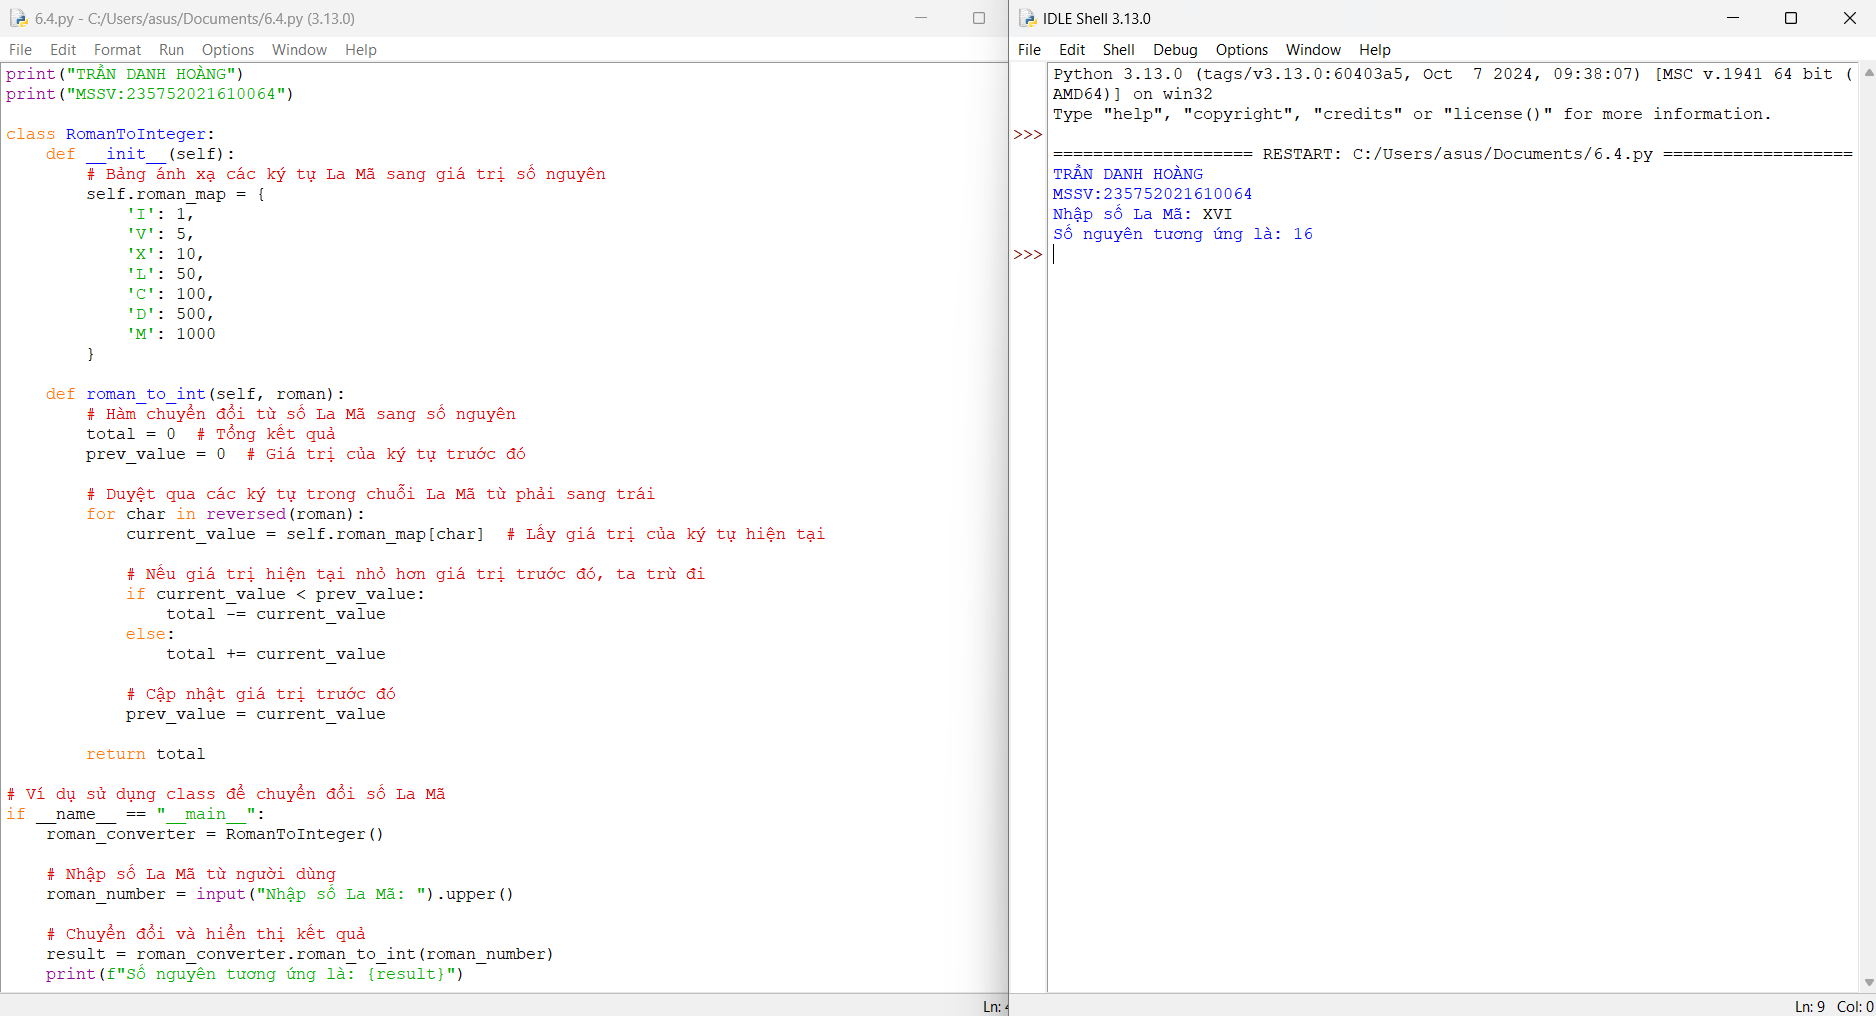 6.4.py - C:/Users/asus/Documents/6.4.py (3.13.0)
File Edit Format Run Options Window Help
print("TRẦN DANH HOÀNG")
print("MSSV:235752021610064")
class RomanToInteger:
    def __init__(self):
        # Bảng ánh xạ các ký tự La Mã sang giá trị số nguyên
        self.roman_map = {
            'I': 1,
            'V': 5,
            'X': 10,
            'L': 50,
            'C': 100,
            'D': 500,
            'M': 1000
        }
    def roman_to_int(self, roman):
        # Hàm chuyển đổi từ số La Mã sang số nguyên
        total = 0  # Tổng kết quả
        prev_value = 0  # Giá trị của ký tự trước đó
        # Duyệt qua các ký tự trong chuỗi La Mã từ phải sang trái
        for char in reversed(roman):
            current_value = self.roman_map[char]  # Lấy giá trị của ký tự hiện tại
            # Nếu giá trị hiện tại nhỏ hơn giá trị trước đó, ta trừ đi
            if current_value < prev_value:
                total -= current_value
            else:
                total += current_value
            # Cập nhật giá trị trước đó
            prev_value = current_value
        return total
# Ví dụ sử dụng class để chuyển đổi số La Mã
if __name__ == "__main__":
    roman_converter = RomanToInteger()
    # Nhập số La Mã từ người dùng
    roman_number = input("Nhập số La Mã: ").upper()
    # Chuyển đổi và hiển thị kết quả
    result = roman_converter.roman_to_int(roman_number)
    print(f"Số nguyên tương ứng là: {result}")
Ln:
IDLE Shell 3.13.0
File Edit Shell Debug Options Window Help
Python 3.13.0 (tags/v3.13.0:60403a5, Oct  7 2024, 09:38:07) [MSC v.1941 64 bit (
AMD64)] on win32
Type "help", "copyright", "credits" or "license()" for more information.
>>>
==================== RESTART: C:/Users/asus/Documents/6.4.py ===================
TRẦN DANH HOÀNG
MSSV:235752021610064
Nhập số La Mã: XVI
Số nguyên tương ứng là: 16
>>>
Ln: 9 Col: 0